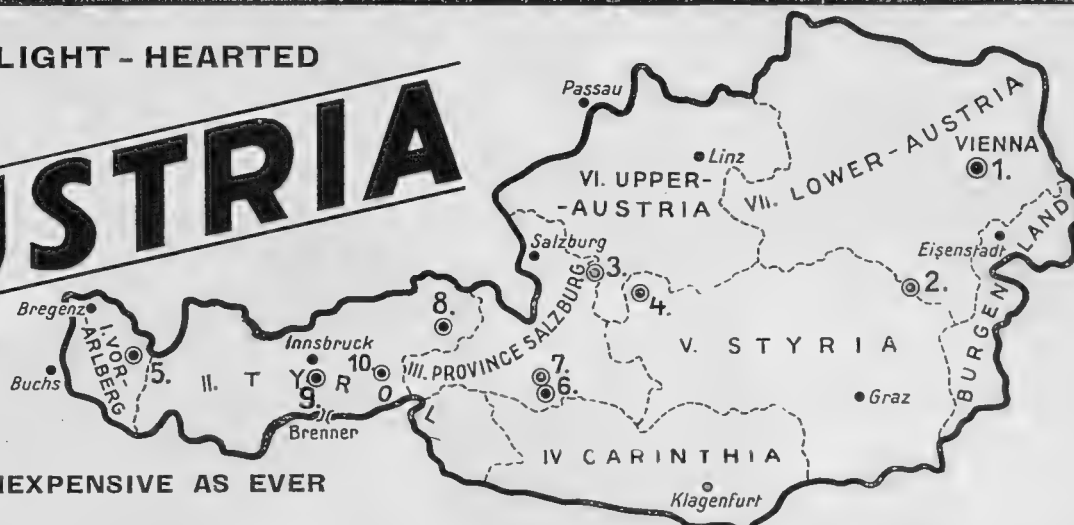 LIGHT - HEARTED
USTRIA
INEXPENSIVE AS EVER
Passau
Linz
VI. UPPER-
-AUSTRIA
VII. LOWER-AUSTRIA
VIENNA
1.
Salzburg
3.
4.
Eisenstadt
2.
BURGENLAND
Bregenz
I. VOR-
-ARLBERG
5.
Buchs
8.
Innsbruck
10.
II. TYROL
9.
Brenner
III. PROVINCE SALZBURG
7.
6.
V. STYRIA
Graz
IV CARINTHIA
Klagenfurt